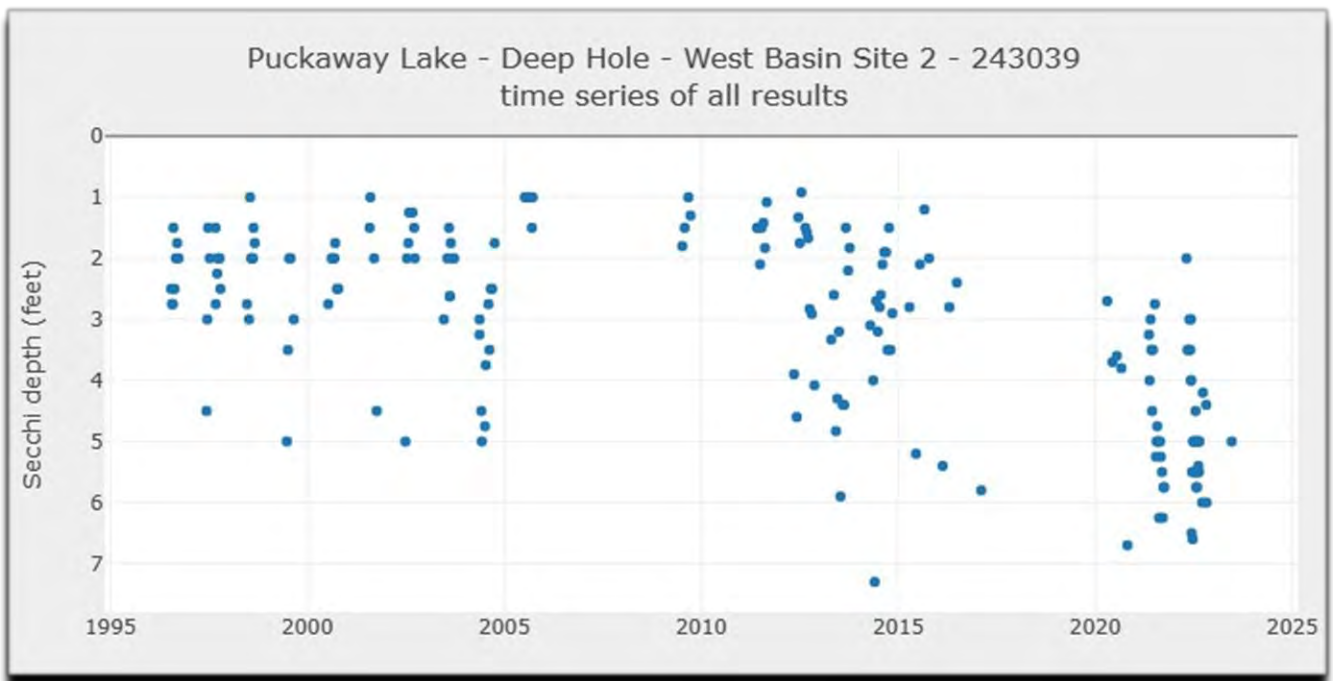 Puckaway Lake - Deep Hole - West Basin Site 2 - 243039
time series of all results
Secchi depth (feet)
0
1
2
3
4
5
6
7
1995 2000 2005 2010 2015 2020 2025